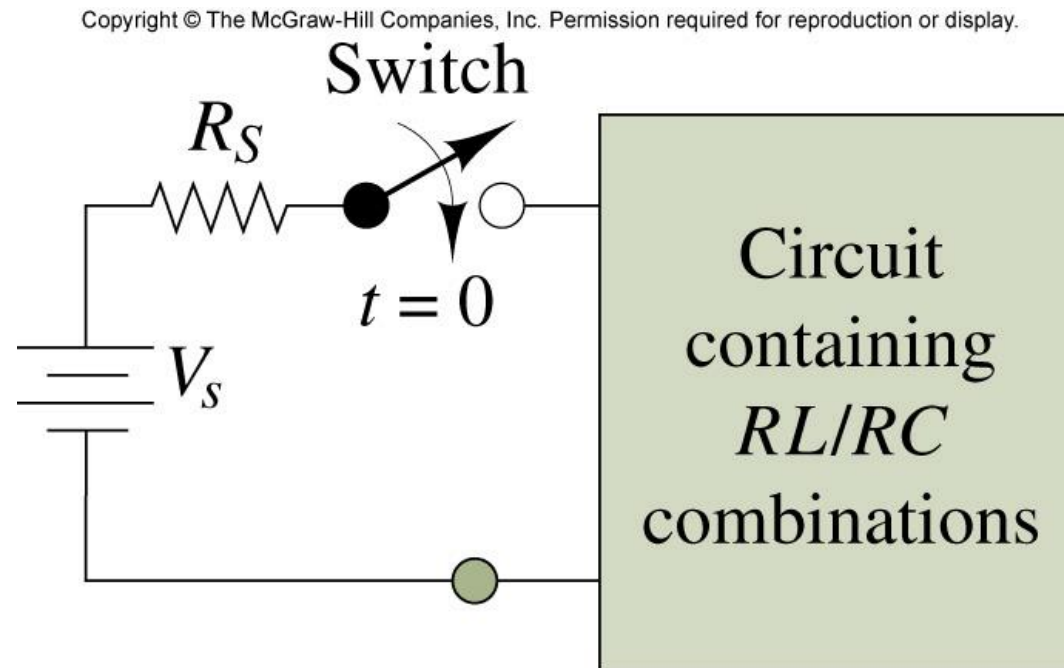 Copyright © The McGraw-Hill Companies, Inc. Permission required for reproduction or display.
Switch
R_S
t = 0
V_s
Circuit
containing
RL/RC
combinations